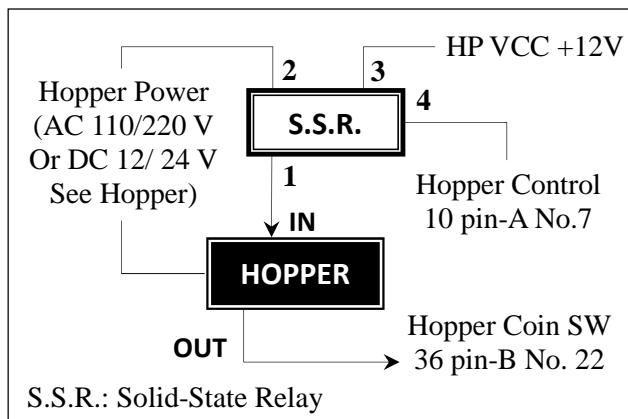 2
3
HP VCC +12V
Hopper Power
(AC 110/220 V
Or DC 12/ 24 V
See Hopper)
S.S.R.
4
1
Hopper Control
10 pin-A No.7
IN
HOPPER
OUT
Hopper Coin SW
36 pin-B No. 22
S.S.R.: Solid-State Relay